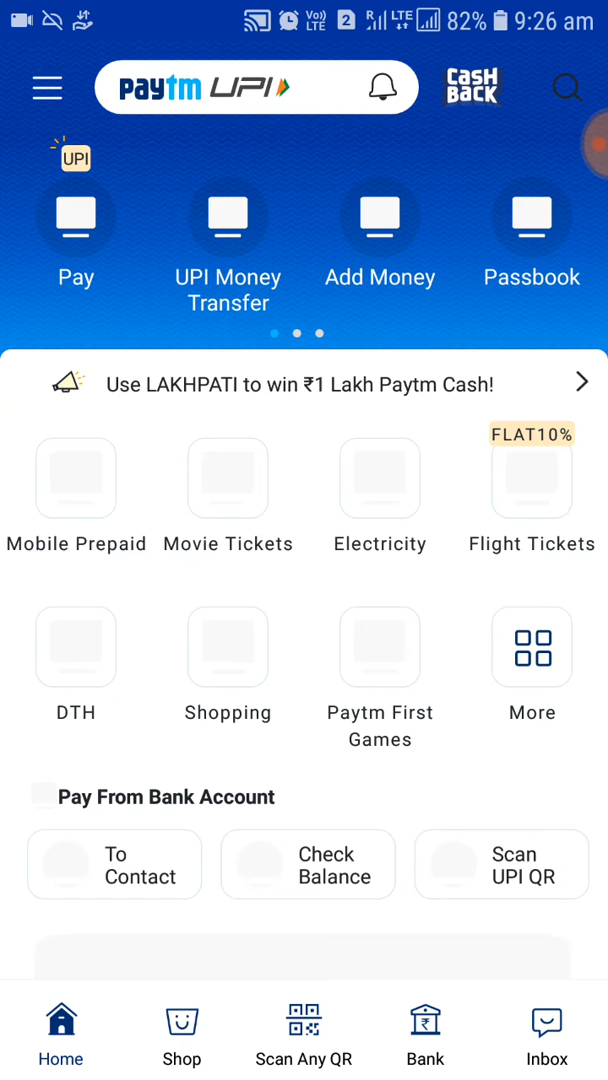 Vo)) LTE 2 R LTE 82% 9:26 am
paytm UPI CASH BACK
UPI
Pay UPI Money Transfer Add Money Passbook
Use LAKHPATI to win ₹1 Lakh Paytm Cash!
FLAT10%
Mobile Prepaid Movie Tickets Electricity Flight Tickets
DTH Shopping Paytm First Games More
Pay From Bank Account
To Contact Check Balance Scan UPI QR
Home Shop Scan Any QR Bank Inbox